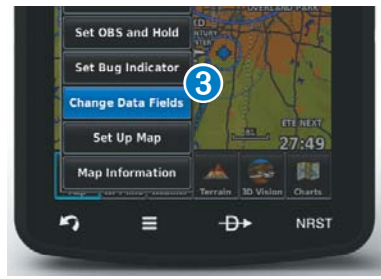 OVERLAND PARK
Set OBS and Hold
Set Bug Indicator
3
Change Data Fields
ETE NEXT
Set Up Map
27:49
Map Information
Terrain
3D Vision
Charts
NRST